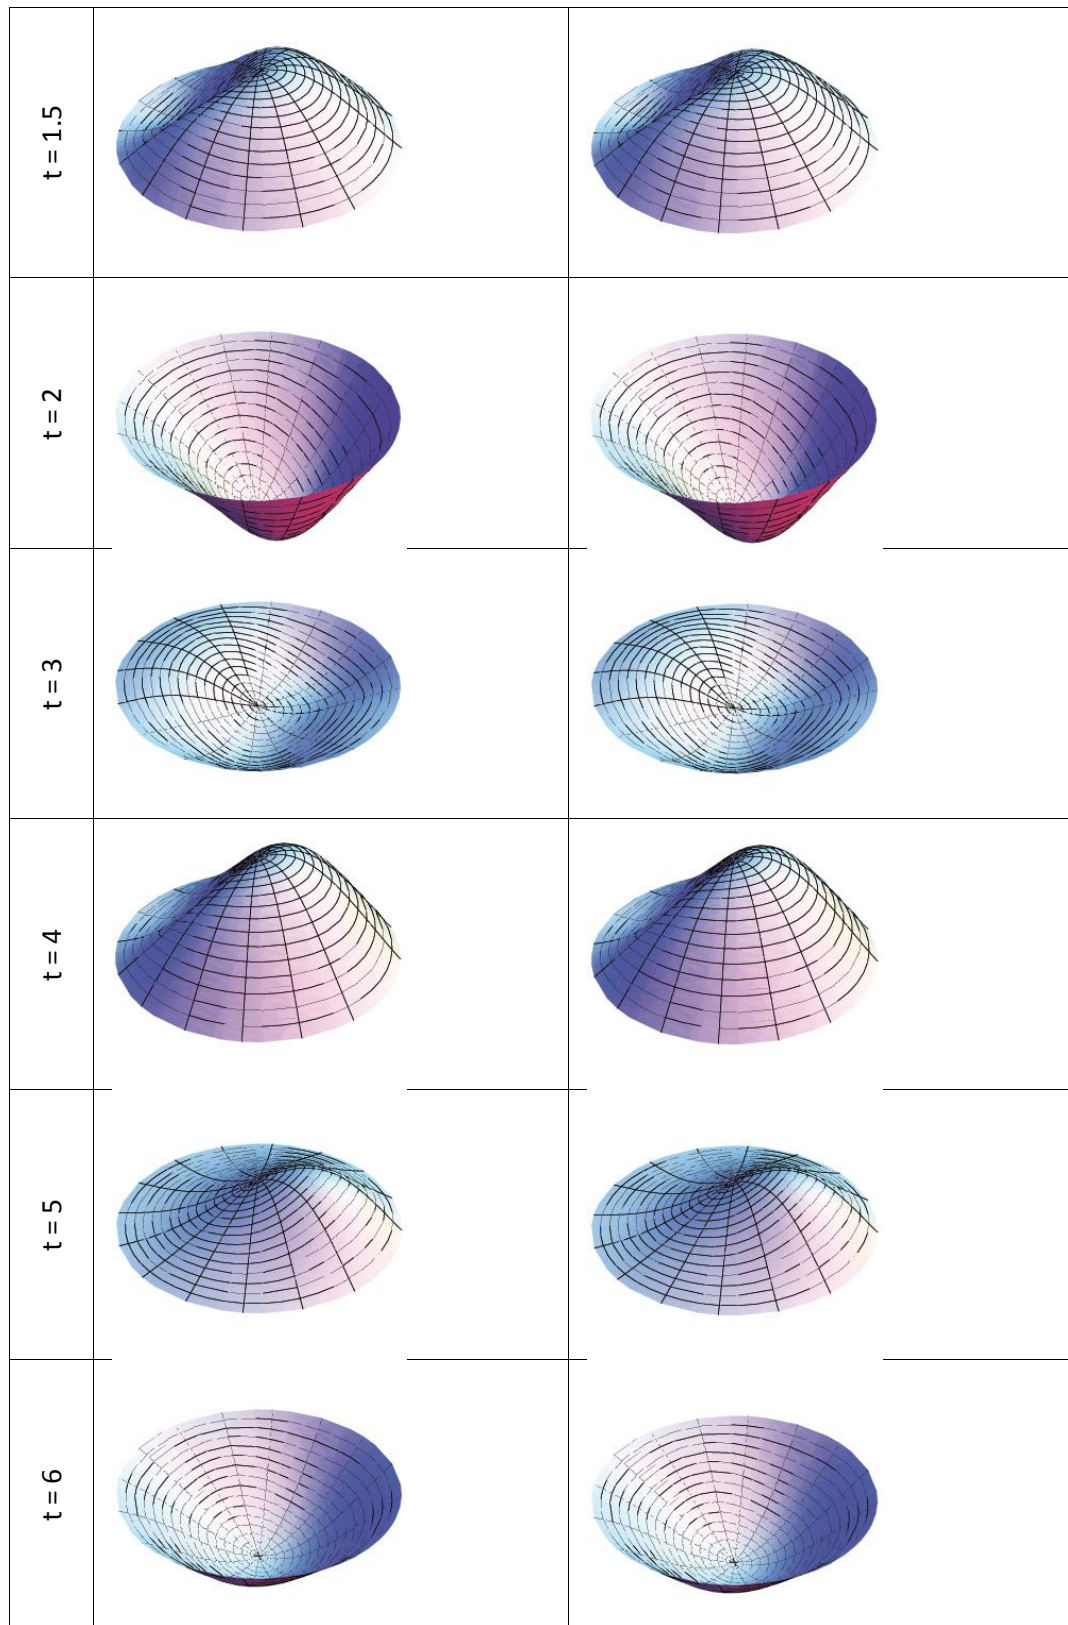 t = 1.5
t = 2
t = 3
t = 4
t = 5
t = 6